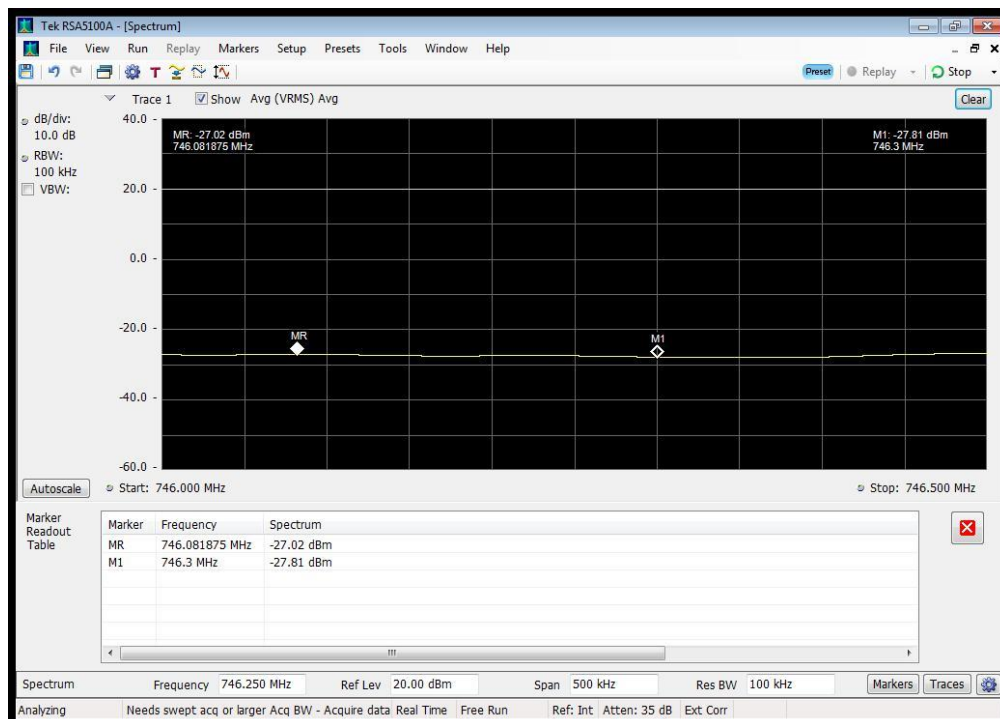 Tek RSA5100A - [Spectrum]
File View Run Replay Markers Setup Presets Tools Window Help
Preset Replay Stop
Trace 1 Show Avg (VRMS) Avg Clear
dB/div:
10.0 dB
RBW:
100 kHz
VBW:
40.0
20.0
0.0
-20.0
-40.0
-60.0
MR: -27.02 dBm
746.081875 MHz
M1: -27.81 dBm
746.3 MHz
MR
M1
Autoscale Start: 746.000 MHz Stop: 746.500 MHz
Marker
Readout
Table
Marker Frequency Spectrum
MR 746.081875 MHz -27.02 dBm
M1 746.3 MHz -27.81 dBm
Spectrum Frequency 746.250 MHz Ref Lev 20.00 dBm Span 500 kHz Res BW 100 kHz Markers Traces
Analyzing Needs swept acq or larger Acq BW - Acquire data Real Time Free Run Ref: Int Atten: 35 dB Ext Corr